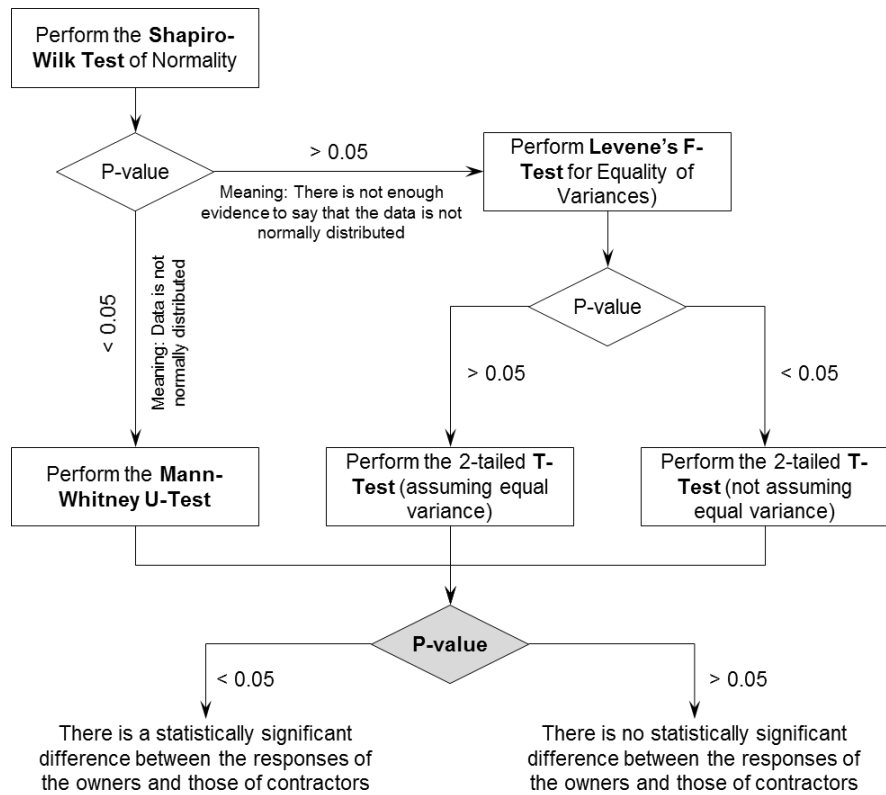 Perform the Shapiro-
Wilk Test of Normality
P-value
> 0.05
Meaning: There is not enough
evidence to say that the data is not
normally distributed
Perform Levene's F-
Test for Equality of
Variances)
< 0.05
Meaning: Data is not
normally distributed
P-value
> 0.05
< 0.05
Perform the Mann-
Whitney U-Test
Perform the 2-tailed T-
Test (assuming equal
variance)
Perform the 2-tailed T-
Test (not assuming
equal variance)
P-value
< 0.05
> 0.05
There is a statistically significant
difference between the responses of
the owners and those of contractors
There is no statistically significant
difference between the responses of
the owners and those of contractors